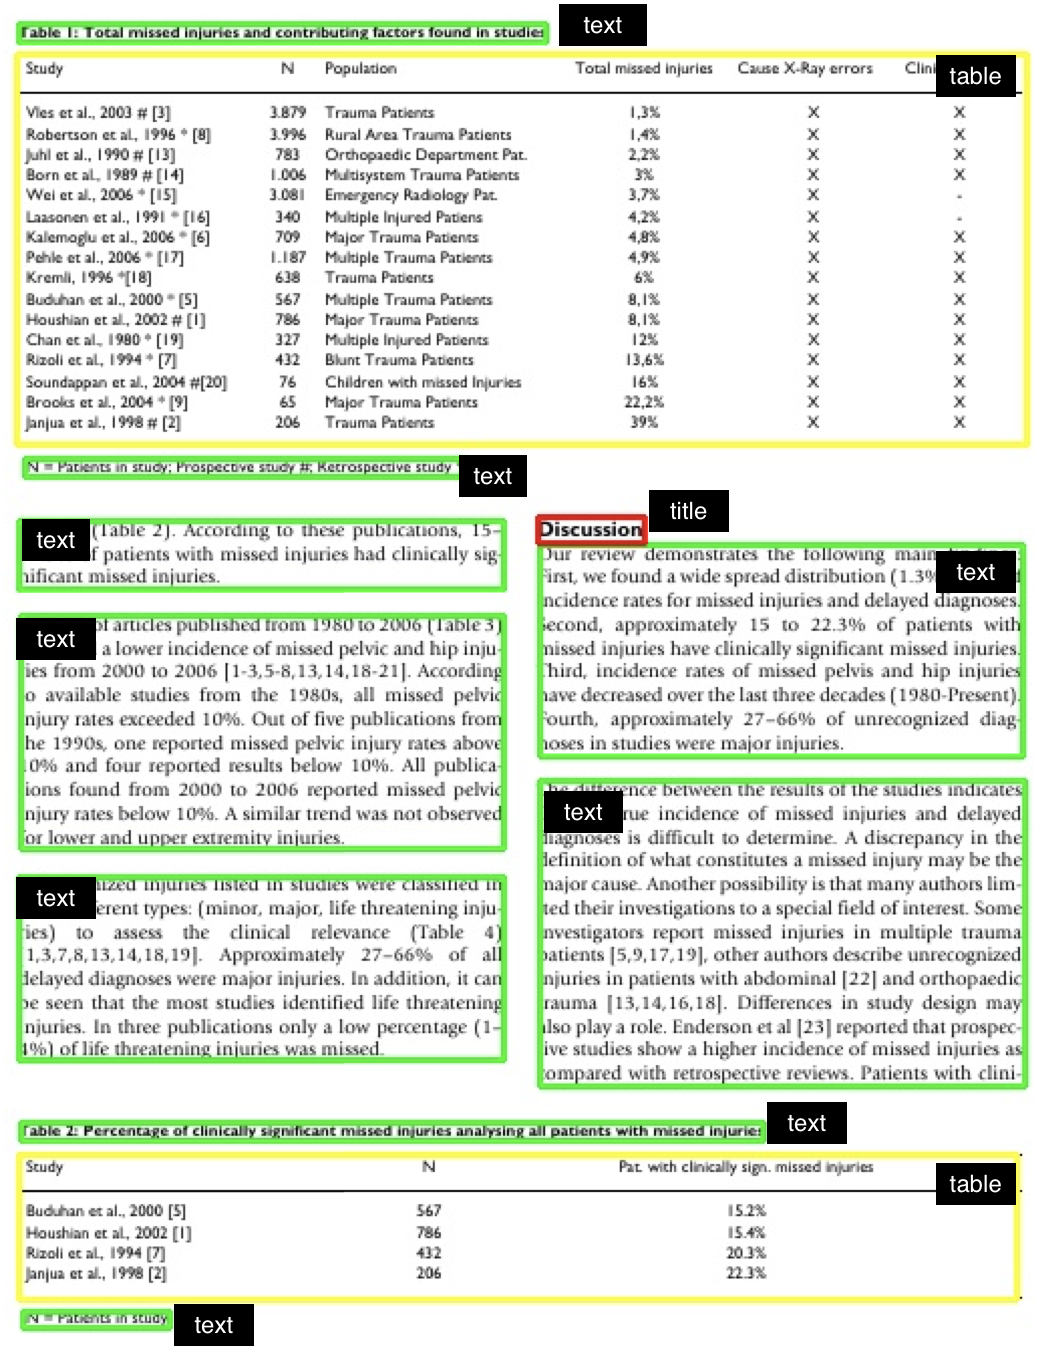 Table 1: Total missed injuries and contributing factors found in studies
text
Study N Population Total missed injuries Cause X-Ray errors
table
Vles et al., 2003 # [3] 3.879 Trauma Patients 1,3% X X
Robertson et al., 1996 * [8] 3.996 Rural Area Trauma Patients 1,4% X X
Juhl et al., 1990 # [13] 783 Orthopaedic Department Pat. 2,2% X X
Born et al., 1989 # [14] 1.006 Multisystem Trauma Patients 3% X X
Wei et al., 2006 * [15] 3.081 Emergency Radiology Pat. 3,7% X -
Laasonen et al., 1991 * [16] 340 Multiple Injured Patiens 4,2% X -
Kalemoglu et al., 2006 * [6] 709 Major Trauma Patients 4,8% X X
Pehle et al., 2006 * [17] 1.187 Multiple Trauma Patients 4,9% X X
Kremli, 1996 *[18] 638 Trauma Patients 6% X X
Buduhan et al., 2000 * [5] 567 Multiple Trauma Patients 8,1% X X
Houshian et al., 2002 # [1] 786 Major Trauma Patients 8,1% X X
Chan et al., 1980 * [19] 327 Multiple Injured Patients 12% X X
Rizoli et al., 1994 * [7] 432 Blunt Trauma Patients 13,6% X X
Soundappan et al., 2004 #[20] 76 Children with missed Injuries 16% X X
Brooks et al., 2004 * [9] 65 Major Trauma Patients 22,2% X X
Janjua et al., 1998 # [2] 206 Trauma Patients 39% X X
N = Patients in study; Prospective study #; Retrospective study
text
text
(Table 2). According to these publications, 15–
patients with missed injuries had clinically sig-
nificant missed injuries.
text
of articles published from 1980 to 2006 (Table 3)
a lower incidence of missed pelvic and hip inju-
ries from 2000 to 2006 [1-3,5-8,13,14,18-21]. According
to available studies from the 1980s, all missed pelvic
injury rates exceeded 10%. Out of five publications from
the 1990s, one reported missed pelvic injury rates above
10% and four reported results below 10%. All publica-
tions found from 2000 to 2006 reported missed pelvic
injury rates below 10%. A similar trend was not observed
for lower and upper extremity injuries.
text
injuries listed in studies were classified in
types: (minor, major, life threatening inju-
ries) to assess the clinical relevance (Table 4)
[1,3,7,8,13,14,18,19]. Approximately 27–66% of all
delayed diagnoses were major injuries. In addition, it can
be seen that the most studies identified life threatening
injuries. In three publications only a low percentage (1–
4%) of life threatening injuries was missed.
Discussion
title
Our review demonstrates the following main
text
First, we found a wide spread distribution (1.3%
incidence rates for missed injuries and delayed diagnoses.
Second, approximately 15 to 22.3% of patients with
missed injuries have clinically significant missed injuries.
Third, incidence rates of missed pelvis and hip injuries
have decreased over the last three decades (1980-Present).
Fourth, approximately 27–66% of unrecognized diag-
noses in studies were major injuries.
The difference between the results of the studies indicates
text
true incidence of missed injuries and delayed
diagnoses is difficult to determine. A discrepancy in the
definition of what constitutes a missed injury may be the
major cause. Another possibility is that many authors lim-
ited their investigations to a special field of interest. Some
investigators report missed injuries in multiple trauma
patients [5,9,17,19], other authors describe unrecognized
injuries in patients with abdominal [22] and orthopaedic
trauma [13,14,16,18]. Differences in study design may
also play a role. Enderson et al [23] reported that prospec-
tive studies show a higher incidence of missed injuries as
compared with retrospective reviews. Patients with clini-
Table 2: Percentage of clinically significant missed injuries analysing all patients with missed injuries
text
Study N Pat. with clinically sign. missed injuries
table
Buduhan et al., 2000 [5] 567 15.2%
Houshian et al., 2002 [1] 786 15.4%
Rizoli et al., 1994 [7] 432 20.3%
Janjua et al., 1998 [2] 206 22.3%
N = Patients in study
text